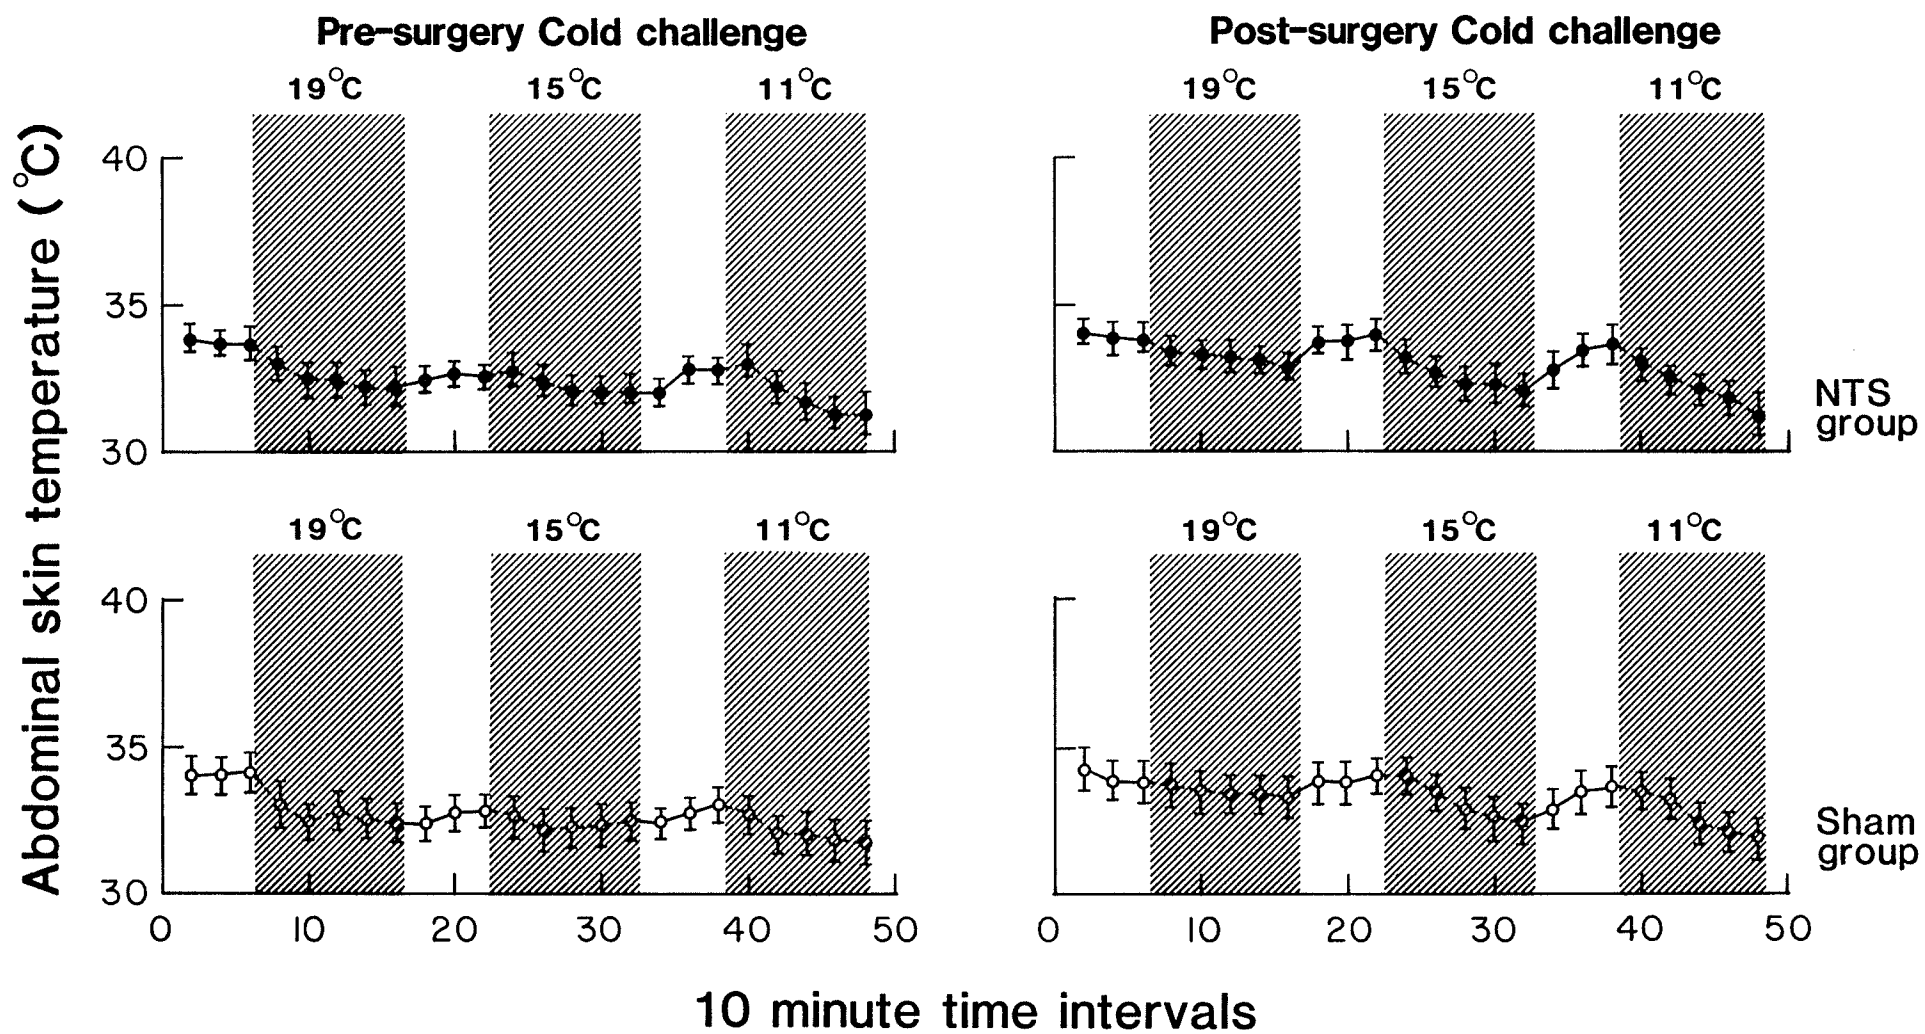 Pre-surgery Cold challenge
Post-surgery Cold challenge
19°C 15°C 11°C
19°C 15°C 11°C
Abdominal skin temperature (°C)
40
35
30
NTS
group
19°C 15°C 11°C
19°C 15°C 11°C
40
35
30
Sham
group
0 10 20 30 40 50
0 10 20 30 40 50
10 minute time intervals